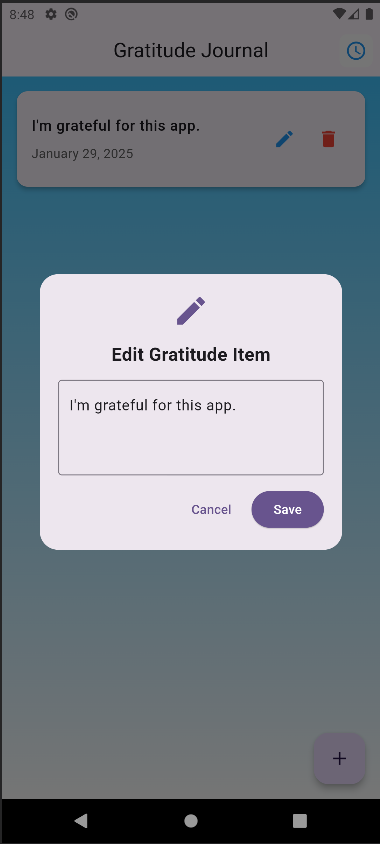 8:48
Gratitude Journal
I'm grateful for this app.
January 29, 2025
Edit Gratitude Item
I'm grateful for this app.
Cancel
Save